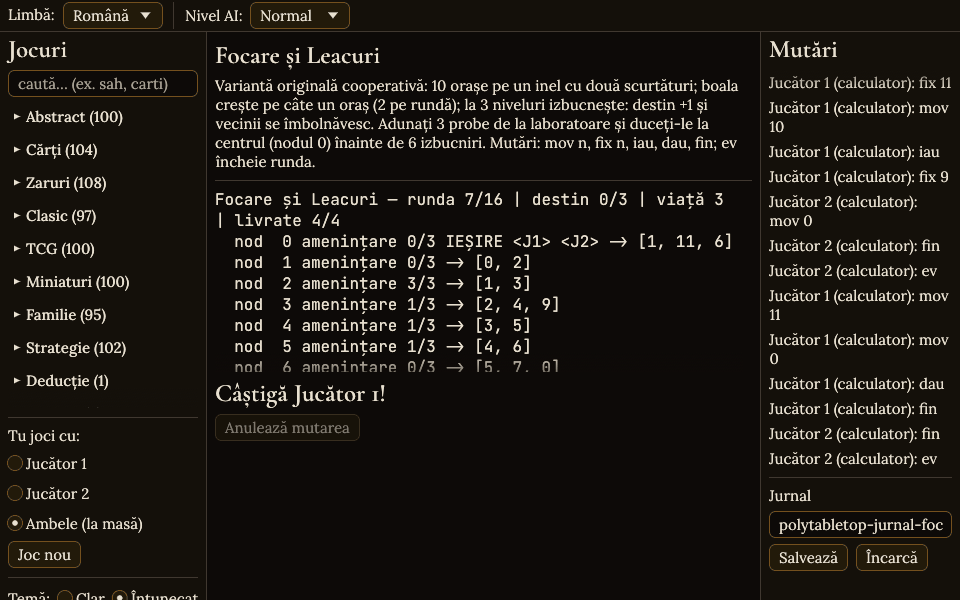 Limbă: Română ▼ Nivel AI: Normal ▼
Jocuri
caută... (ex. sah, carti)
▸ Abstract (100)
▸ Cărți (104)
▸ Zaruri (108)
▸ Clasic (97)
▸ TCG (100)
▸ Miniaturi (100)
▸ Familie (95)
▸ Strategie (102)
▸ Deducție (1)
Tu joci cu:
Jucător 1
Jucător 2
Ambele (la masă)
Joc nou
Temă: Clar Întunecat
Focare și Leacuri
Variantă originală cooperativă: 10 orașe pe un inel cu două scurtături; boala
crește pe câte un oraș (2 pe rundă); la 3 niveluri izbucnește: destin +1 și
vecinii se îmbolnăvesc. Adunați 3 probe de la laboratoare și duceți-le la
centrul (nodul 0) înainte de 6 izbucniri. Mutări: mov n, fix n, iau, dau, fin; ev
încheie runda.
Focare și Leacuri — runda 7/16 | destin 0/3 | viață 3
| livrate 4/4
nod 0 amenințare 0/3 IEȘIRE <J1> <J2> → [1, 11, 6]
nod 1 amenințare 0/3 → [0, 2]
nod 2 amenințare 3/3 → [1, 3]
nod 3 amenințare 1/3 → [2, 4, 9]
nod 4 amenințare 1/3 → [3, 5]
nod 5 amenințare 1/3 → [4, 6]
nod 6 amenințare 0/3 → [5, 7, 0]
Câștigă Jucător 1!
Anulează mutarea
Mutări
Jucător 1 (calculator): fix 11
Jucător 1 (calculator): mov
10
Jucător 1 (calculator): iau
Jucător 1 (calculator): fix 9
Jucător 2 (calculator):
mov 0
Jucător 2 (calculator): fin
Jucător 2 (calculator): ev
Jucător 1 (calculator): mov
11
Jucător 1 (calculator): mov
0
Jucător 1 (calculator): dau
Jucător 1 (calculator): fin
Jucător 2 (calculator): fin
Jucător 2 (calculator): ev
Jurnal
polytabletop-jurnal-foc
Salvează Încarcă